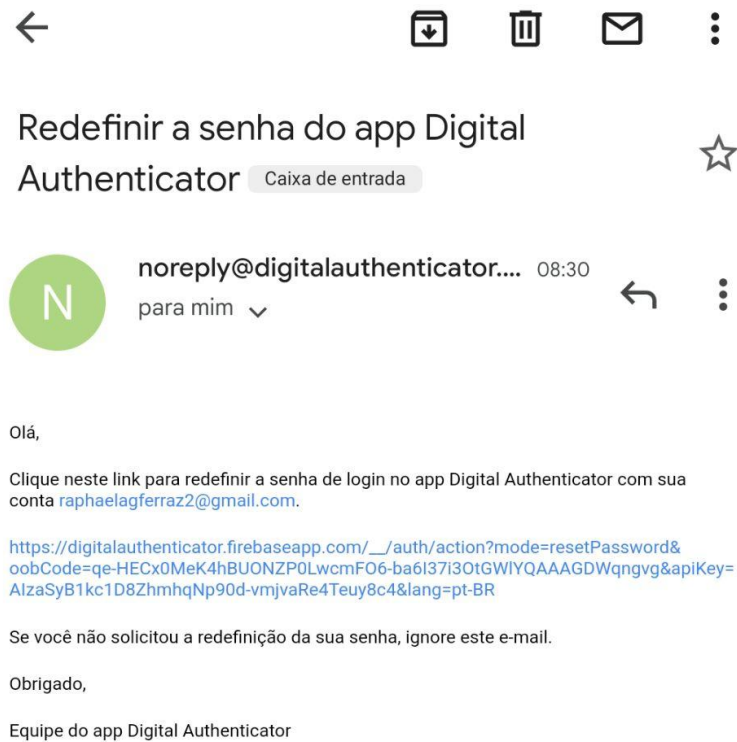 Redefinir a senha do app Digital
Authenticator Caixa de entrada
N
noreply@digitalauthenticator.... 08:30
para mim
Olá,
Clique neste link para redefinir a senha de login no app Digital Authenticator com sua
conta raphaelagferraz2@gmail.com.
https://digitalauthenticator.firebaseapp.com/__/auth/action?mode=resetPassword&
oobCode=qe-HECx0MeK4hBUONZP0LwcmFO6-ba6I37i3OtGWlYQAAAGDWqngvg&apiKey=
AIzaSyB1kc1D8ZhmhqNp90d-vmjvaRe4Teuy8c4&lang=pt-BR
Se você não solicitou a redefinição da sua senha, ignore este e-mail.
Obrigado,
Equipe do app Digital Authenticator